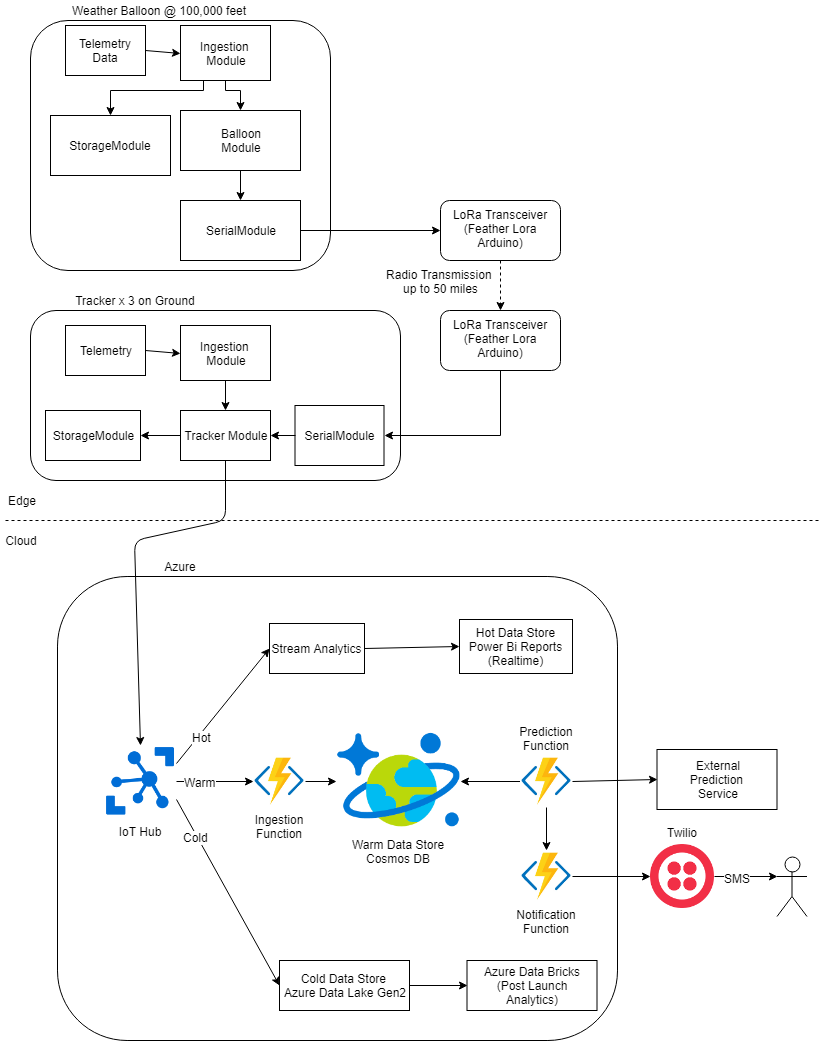 Weather Balloon @ 100,000 feet
Telemetry
Data
Ingestion
Module
StorageModule
Balloon
Module
SerialModule
LoRa Transceiver
(Feather Lora
Arduino)
Radio Transmission
up to 50 miles
Tracker x 3 on Ground
LoRa Transceiver
(Feather Lora
Arduino)
Telemetry
Ingestion
Module
StorageModule
Tracker Module
SerialModule
Edge
Cloud
Azure
Stream Analytics
Hot Data Store
Power Bi Reports
(Realtime)
Hot
Prediction
Function
Warm
External
Prediction
Service
Ingestion
Function
IoT Hub
Cold
Warm Data Store
Cosmos DB
Twilio
SMS
Notification
Function
Cold Data Store
Azure Data Lake Gen2
Azure Data Bricks
(Post Launch
Analytics)